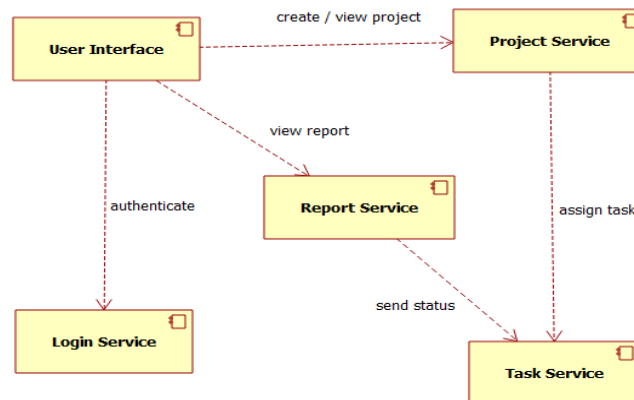 create / view project
User Interface
Project Service
view report
Report Service
authenticate
assign task
send status
Login Service
Task Service